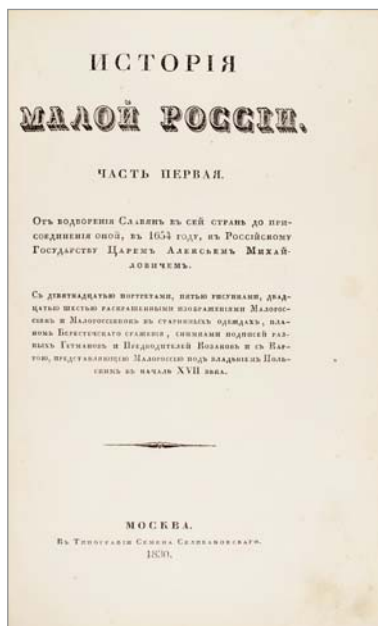 ИСТОРІЯ
МАЛОЙ РОССІИ.
ЧАСТЬ ПЕРВАЯ.
Отъ водворенія Славянъ въ сей странѣ до при-
соединенія оной, въ 1654 году, къ Россійскому
Государству Царемъ Алексѣемъ Михай-
ловичемъ.
Съ девятнадцатью портретами, пятью рисунками, двад-
цатью шестью раскрашенными изображеніями Малорос-
сіянъ и Малороссіянокъ въ старинныхъ одеждахъ, пла-
номъ Берестечскаго сраженія, снимками подписей раз-
ныхъ Гетмановъ и Предводителей Козаковъ и съ Кар-
тою, представляющею Малороссію подъ владѣніемъ Поль-
скимъ въ началѣ XVII вѣка.
МОСКВА.
Въ Типографіи Семена Селивановскаго.
1830.